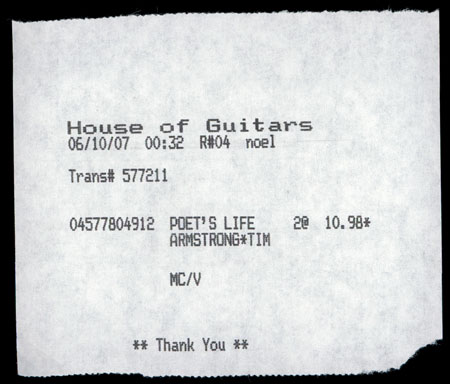 House of Guitars
06/10/07 00:32 R#04 noel
Trans# 577211
04577804912 POET'S LIFE 2@ 10.98*
ARMSTRONG*TIM
MC/V
** Thank You **